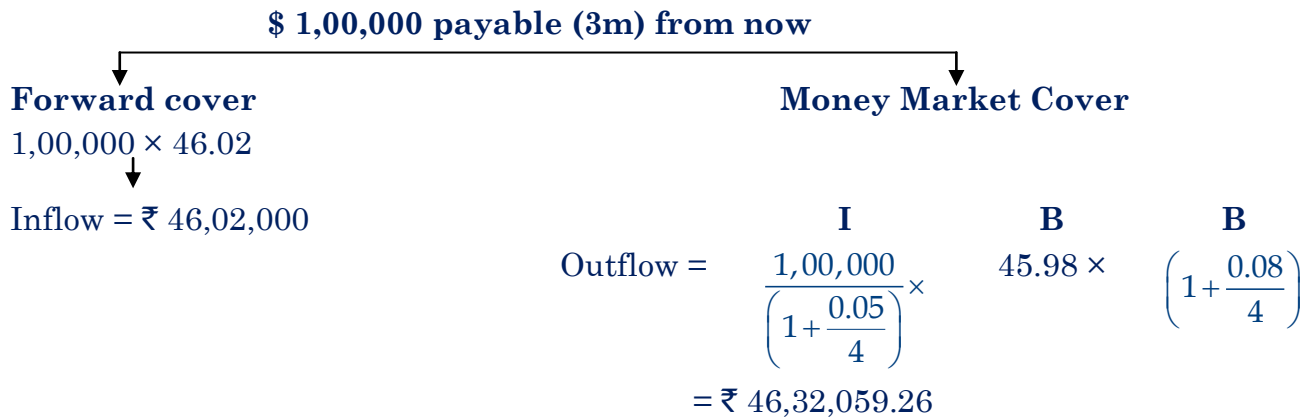 $ 1,00,000 payable (3m) from now
Forward cover
Money Market Cover
1,00,000 × 46.02
Inflow = ₹ 46,02,000
I B B
Outflow = 1,00,000 / (1 + 0.05/4) × 45.98 × (1 + 0.08/4)
= ₹ 46,32,059.26